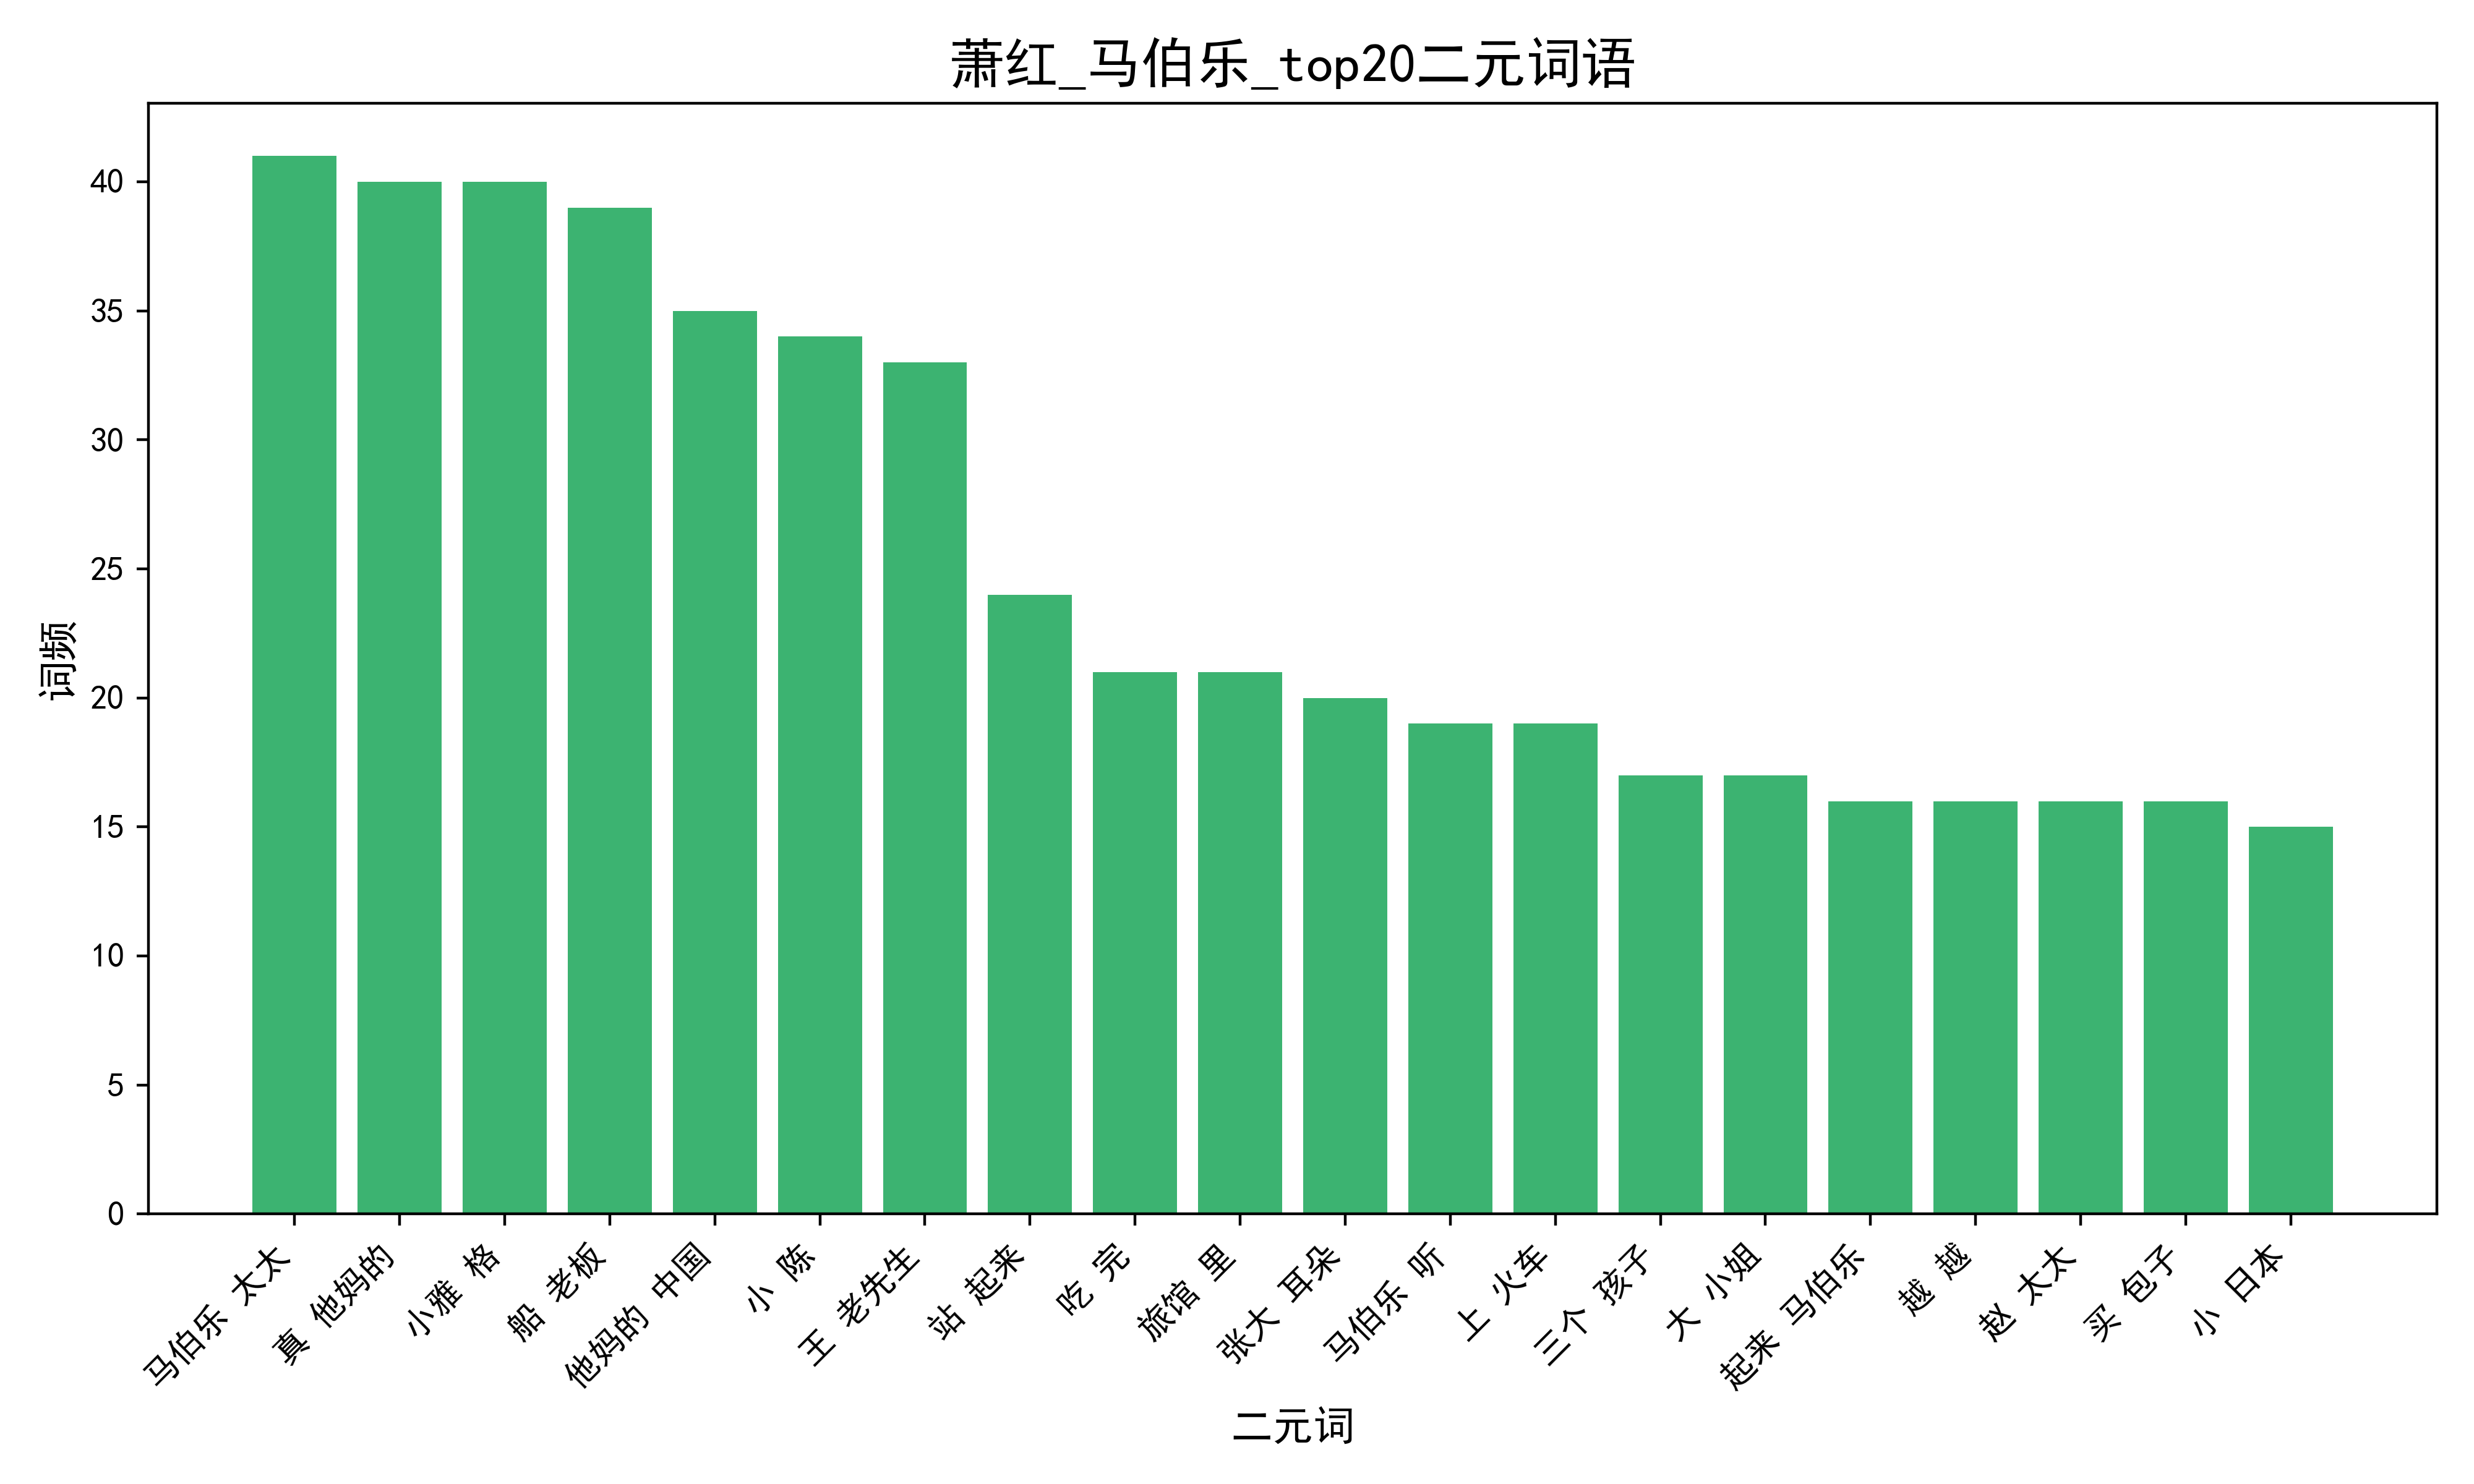 萧红_马伯乐_top20二元词语
词频
40
35
30
25
20
15
10
5
0
马伯乐 太太
真 他妈的
小雅 格
船 老板
他妈的 中国
小 陈
王 老先生
站 起来
吃 完
旅馆 里
张大 耳朵
马伯乐 听
上 火车
三个 孩子
大 小姐
起来 马伯乐
越 越
赵 太太
买 包子
小 日本
二元词